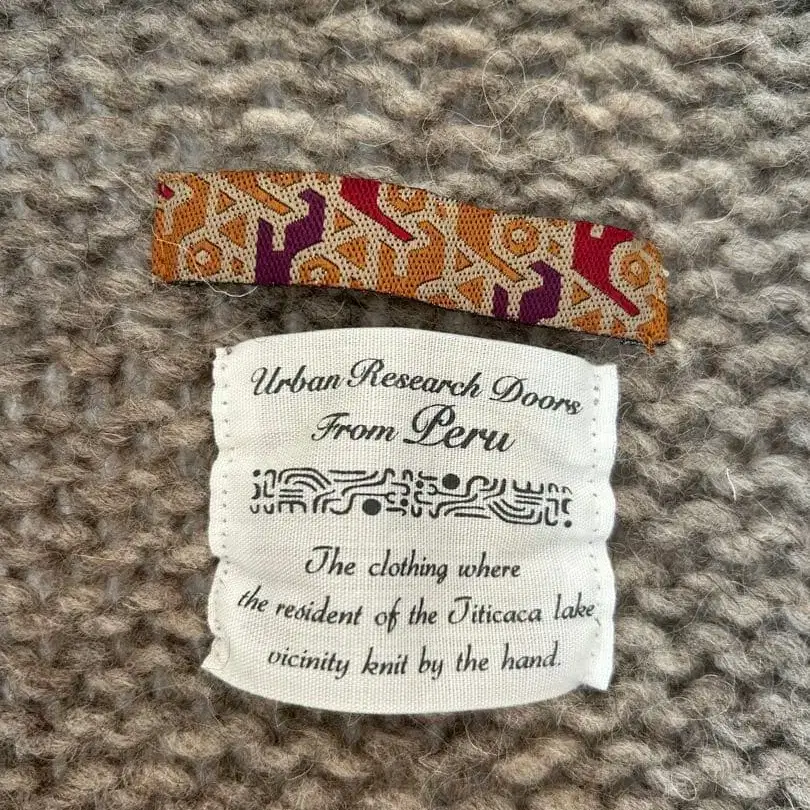 Urban Research Doors
From Peru
The clothing where
the resident of the Titicaca lake
vicinity knit by the hand.